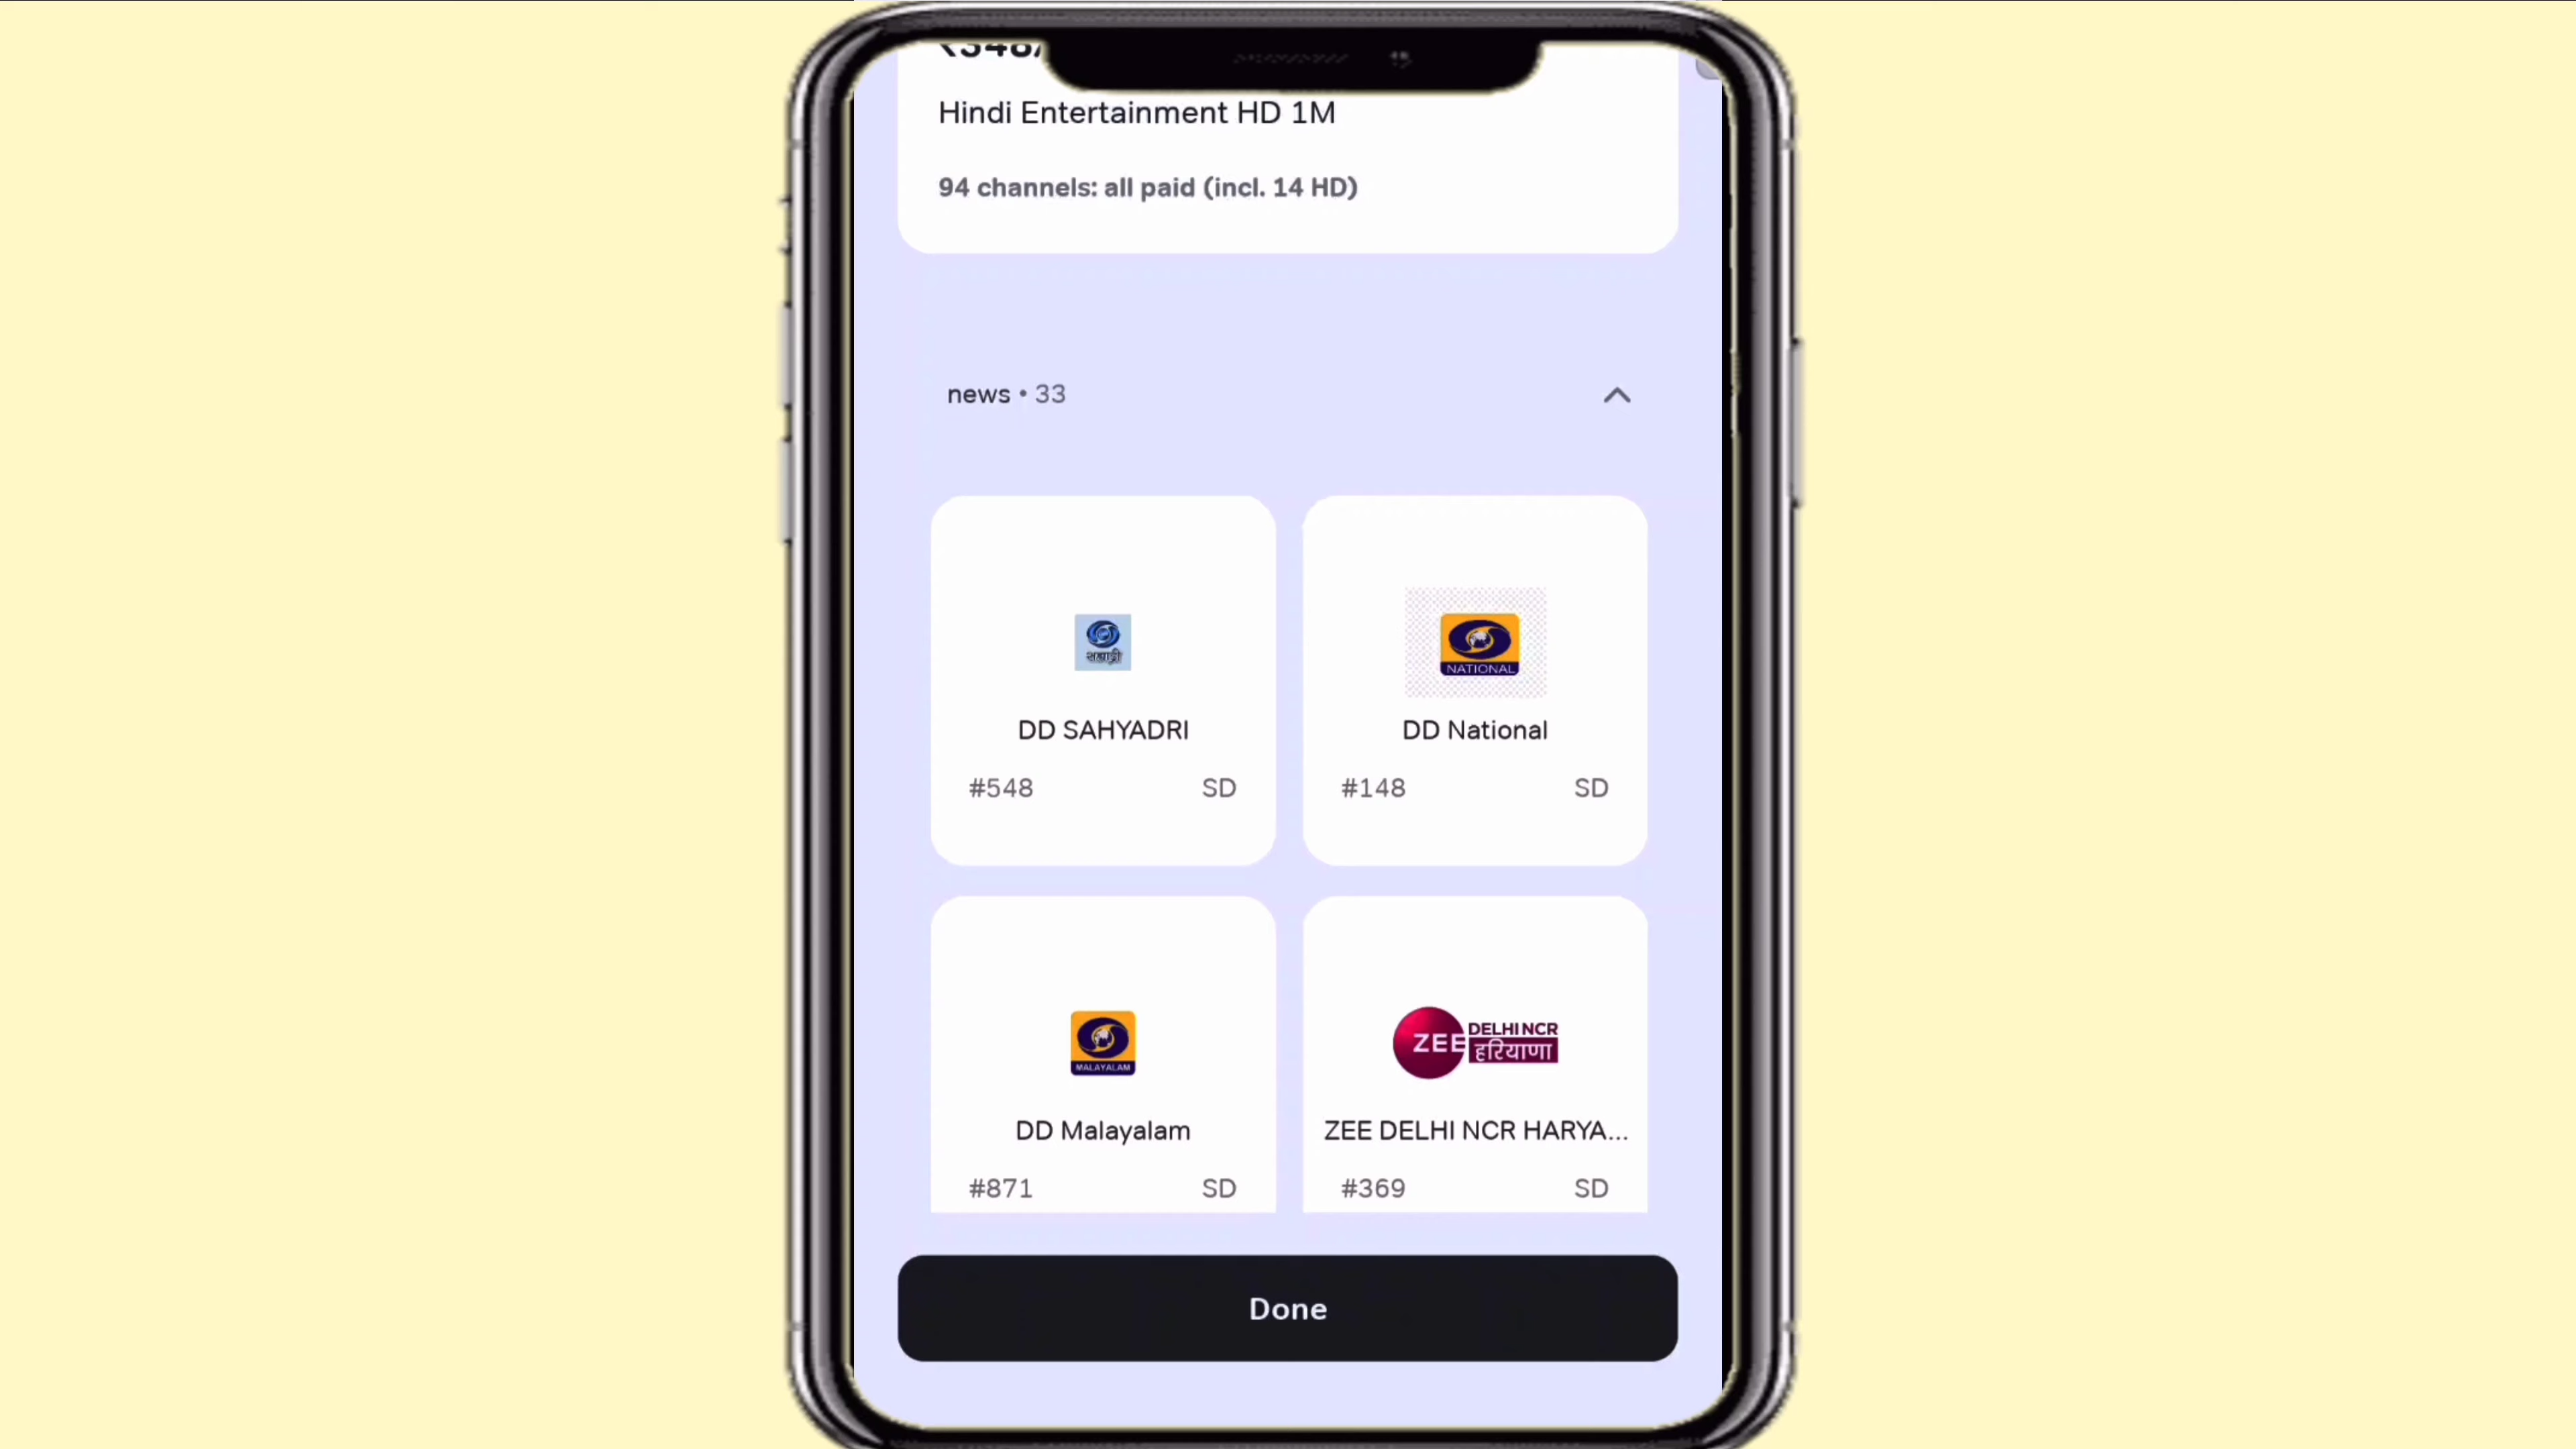 Hindi Entertainment HD 1M
94 channels: all paid (incl. 14 HD)
news • 33
सह्याद्री
DD SAHYADRI
#548 SD
NATIONAL
DD National
#148 SD
MALAYALAM
DD Malayalam
#871 SD
ZEE
DELHI NCR
हरियाणा
ZEE DELHI NCR HARYA...
#369 SD
Done